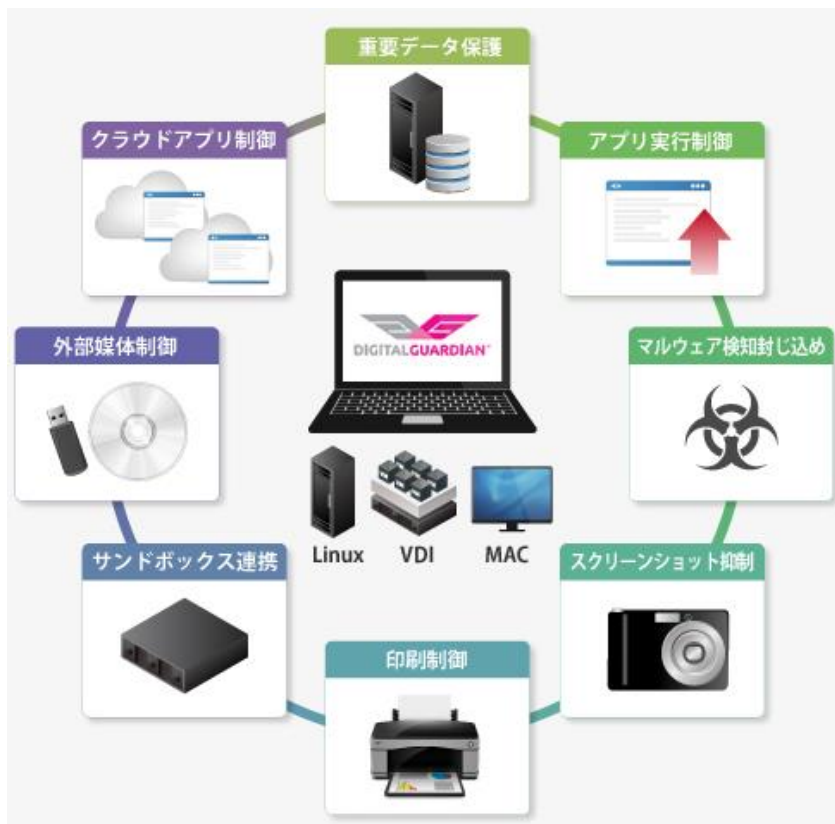 重要データ保護
クラウドアプリ制御
アプリ実行制御
外部媒体制御
DIGITALGUARDIAN™
マルウェア検知封じ込め
Linux
VDI
MAC
サンドボックス連携
スクリーンショット抑制
印刷制御